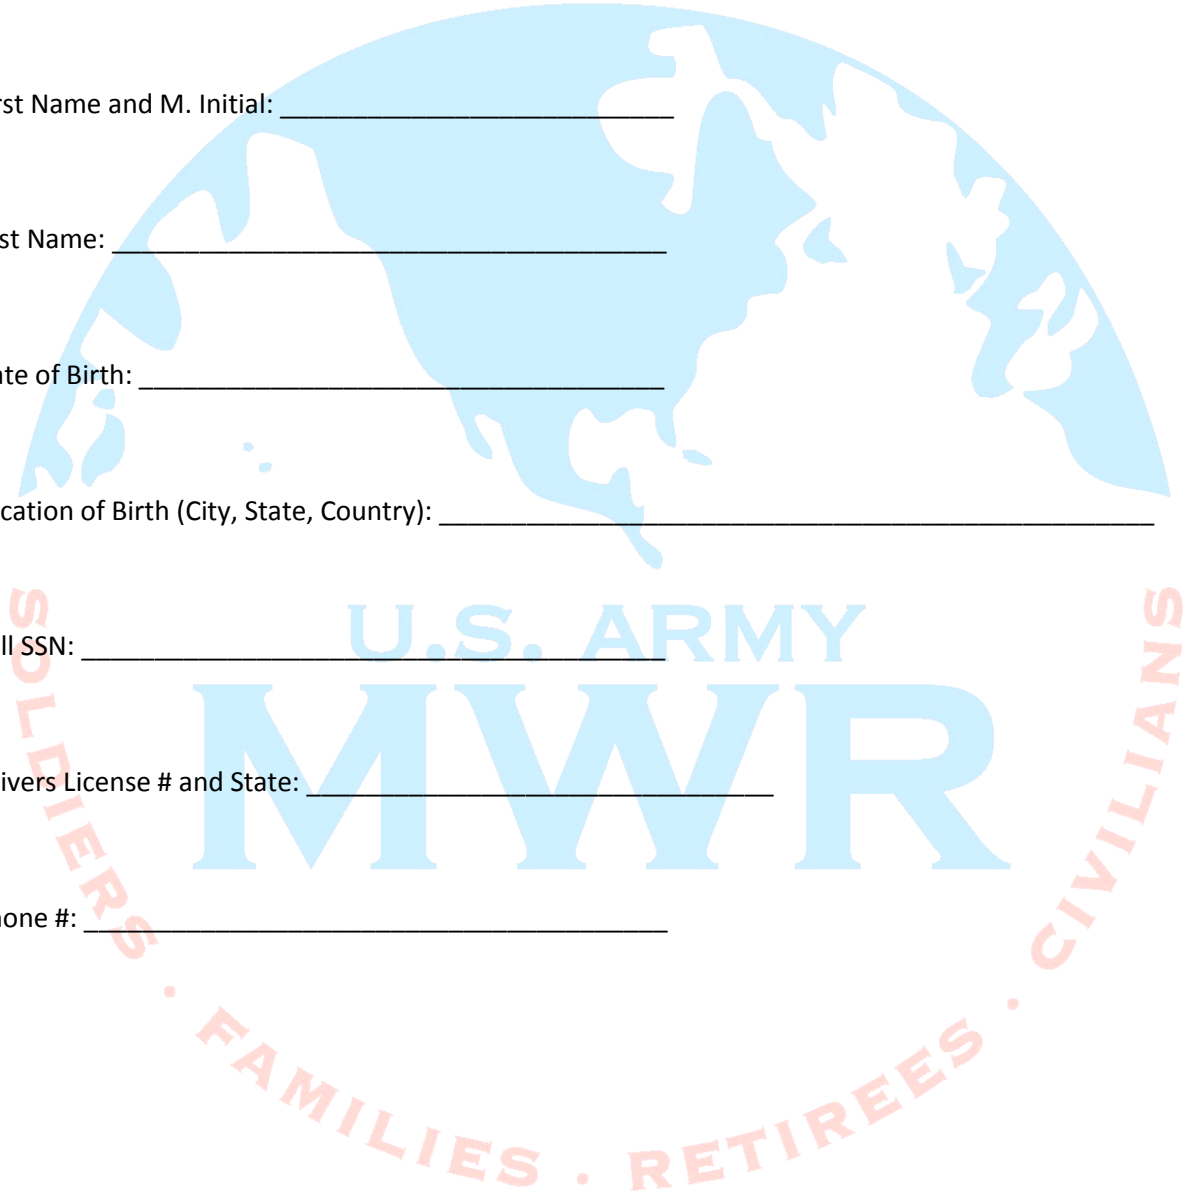 rst Name and M. Initial: ___________________________
st Name: ______________________________________
ate of Birth: ____________________________________
cation of Birth (City, State, Country): _________________________________________________
ll SSN: ________________________________________
ivers License # and State: ________________________________
hone #: ________________________________________
U.S. ARMY
MWR
SOLDIERS . FAMILIES . RETIREES . CIVILIANS